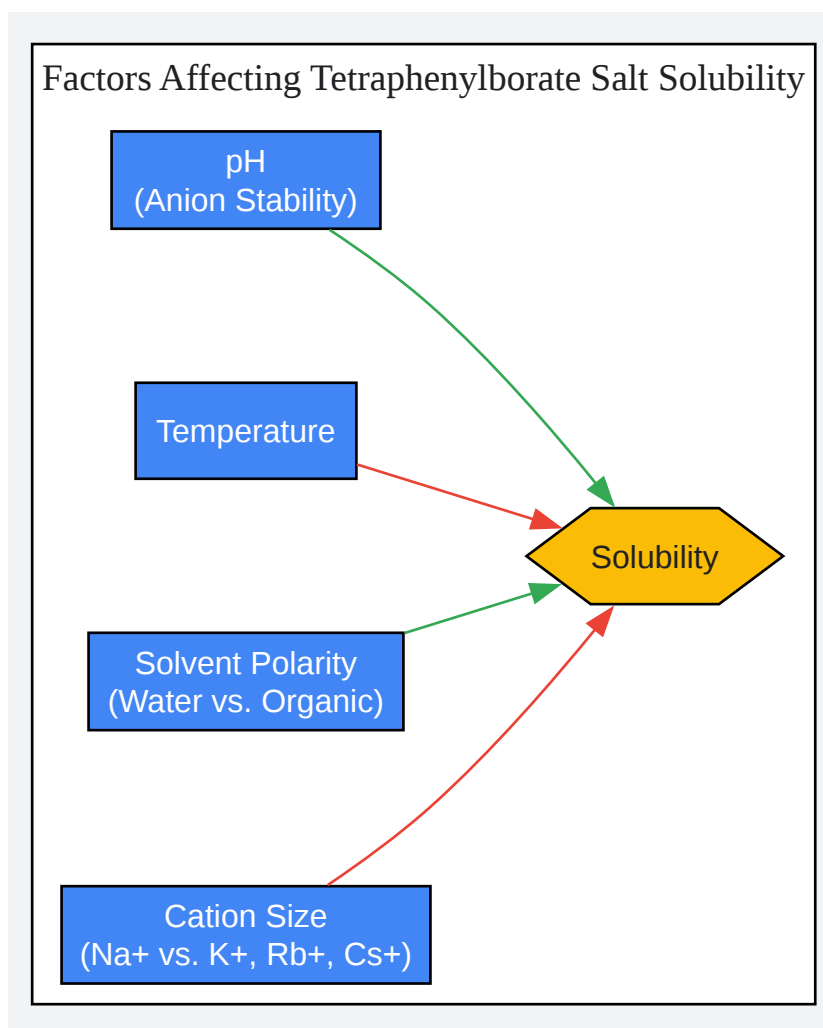 Factors Affecting Tetraphenylborate Salt Solubility
pH
(Anion Stability)
Temperature
Solubility
Solvent Polarity
(Water vs. Organic)
Cation Size
(Na+ vs. K+, Rb+, Cs+)